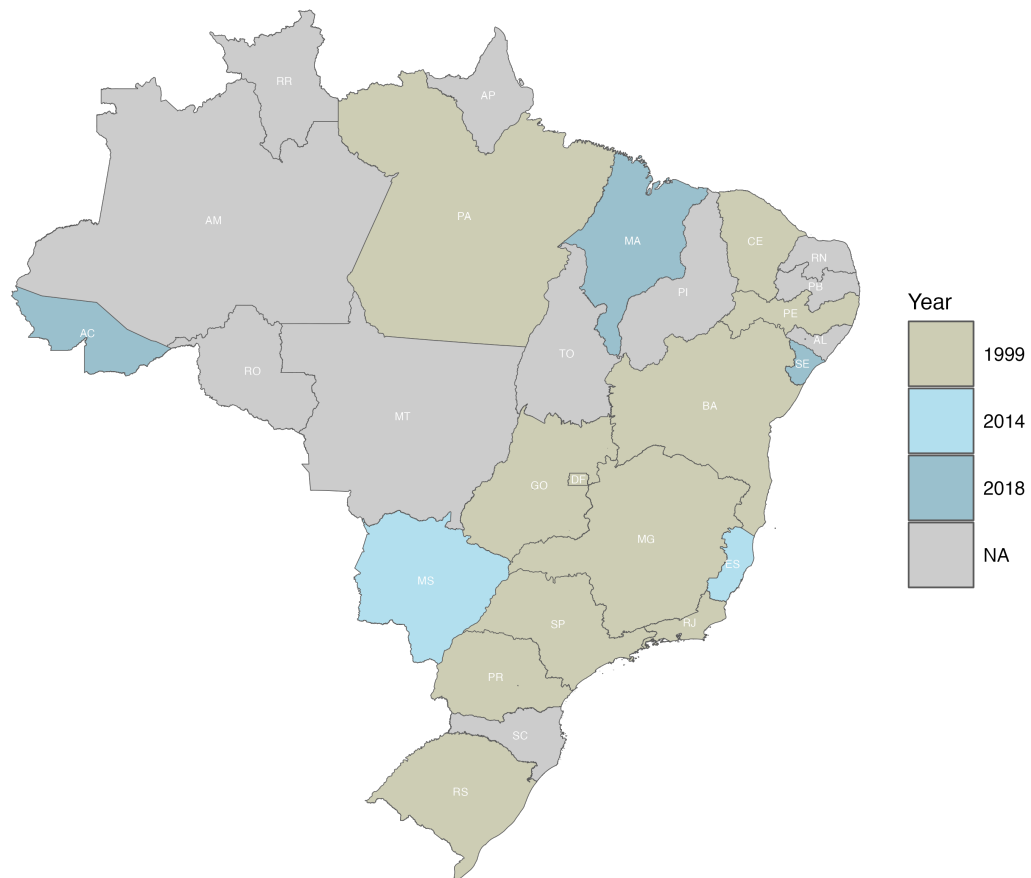 RR
AP
AM
PA
MA
CE
RN
PB
PI
PE
AL
SE
AC
TO
RO
BA
MT
GO
DF
MG
ES
MS
SP
RJ
PR
SC
RS
Year
1999
2014
2018
NA